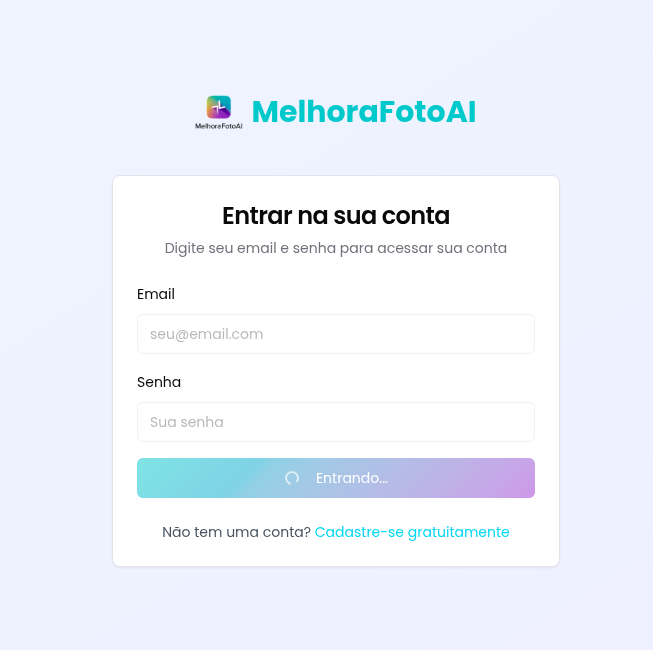 MelhoraFotoAI
MelhoraFotoAI
Entrar na sua conta
Digite seu email e senha para acessar sua conta
Email
seu@email.com
Senha
Sua senha
Entrando...
Não tem uma conta? Cadastre-se gratuitamente